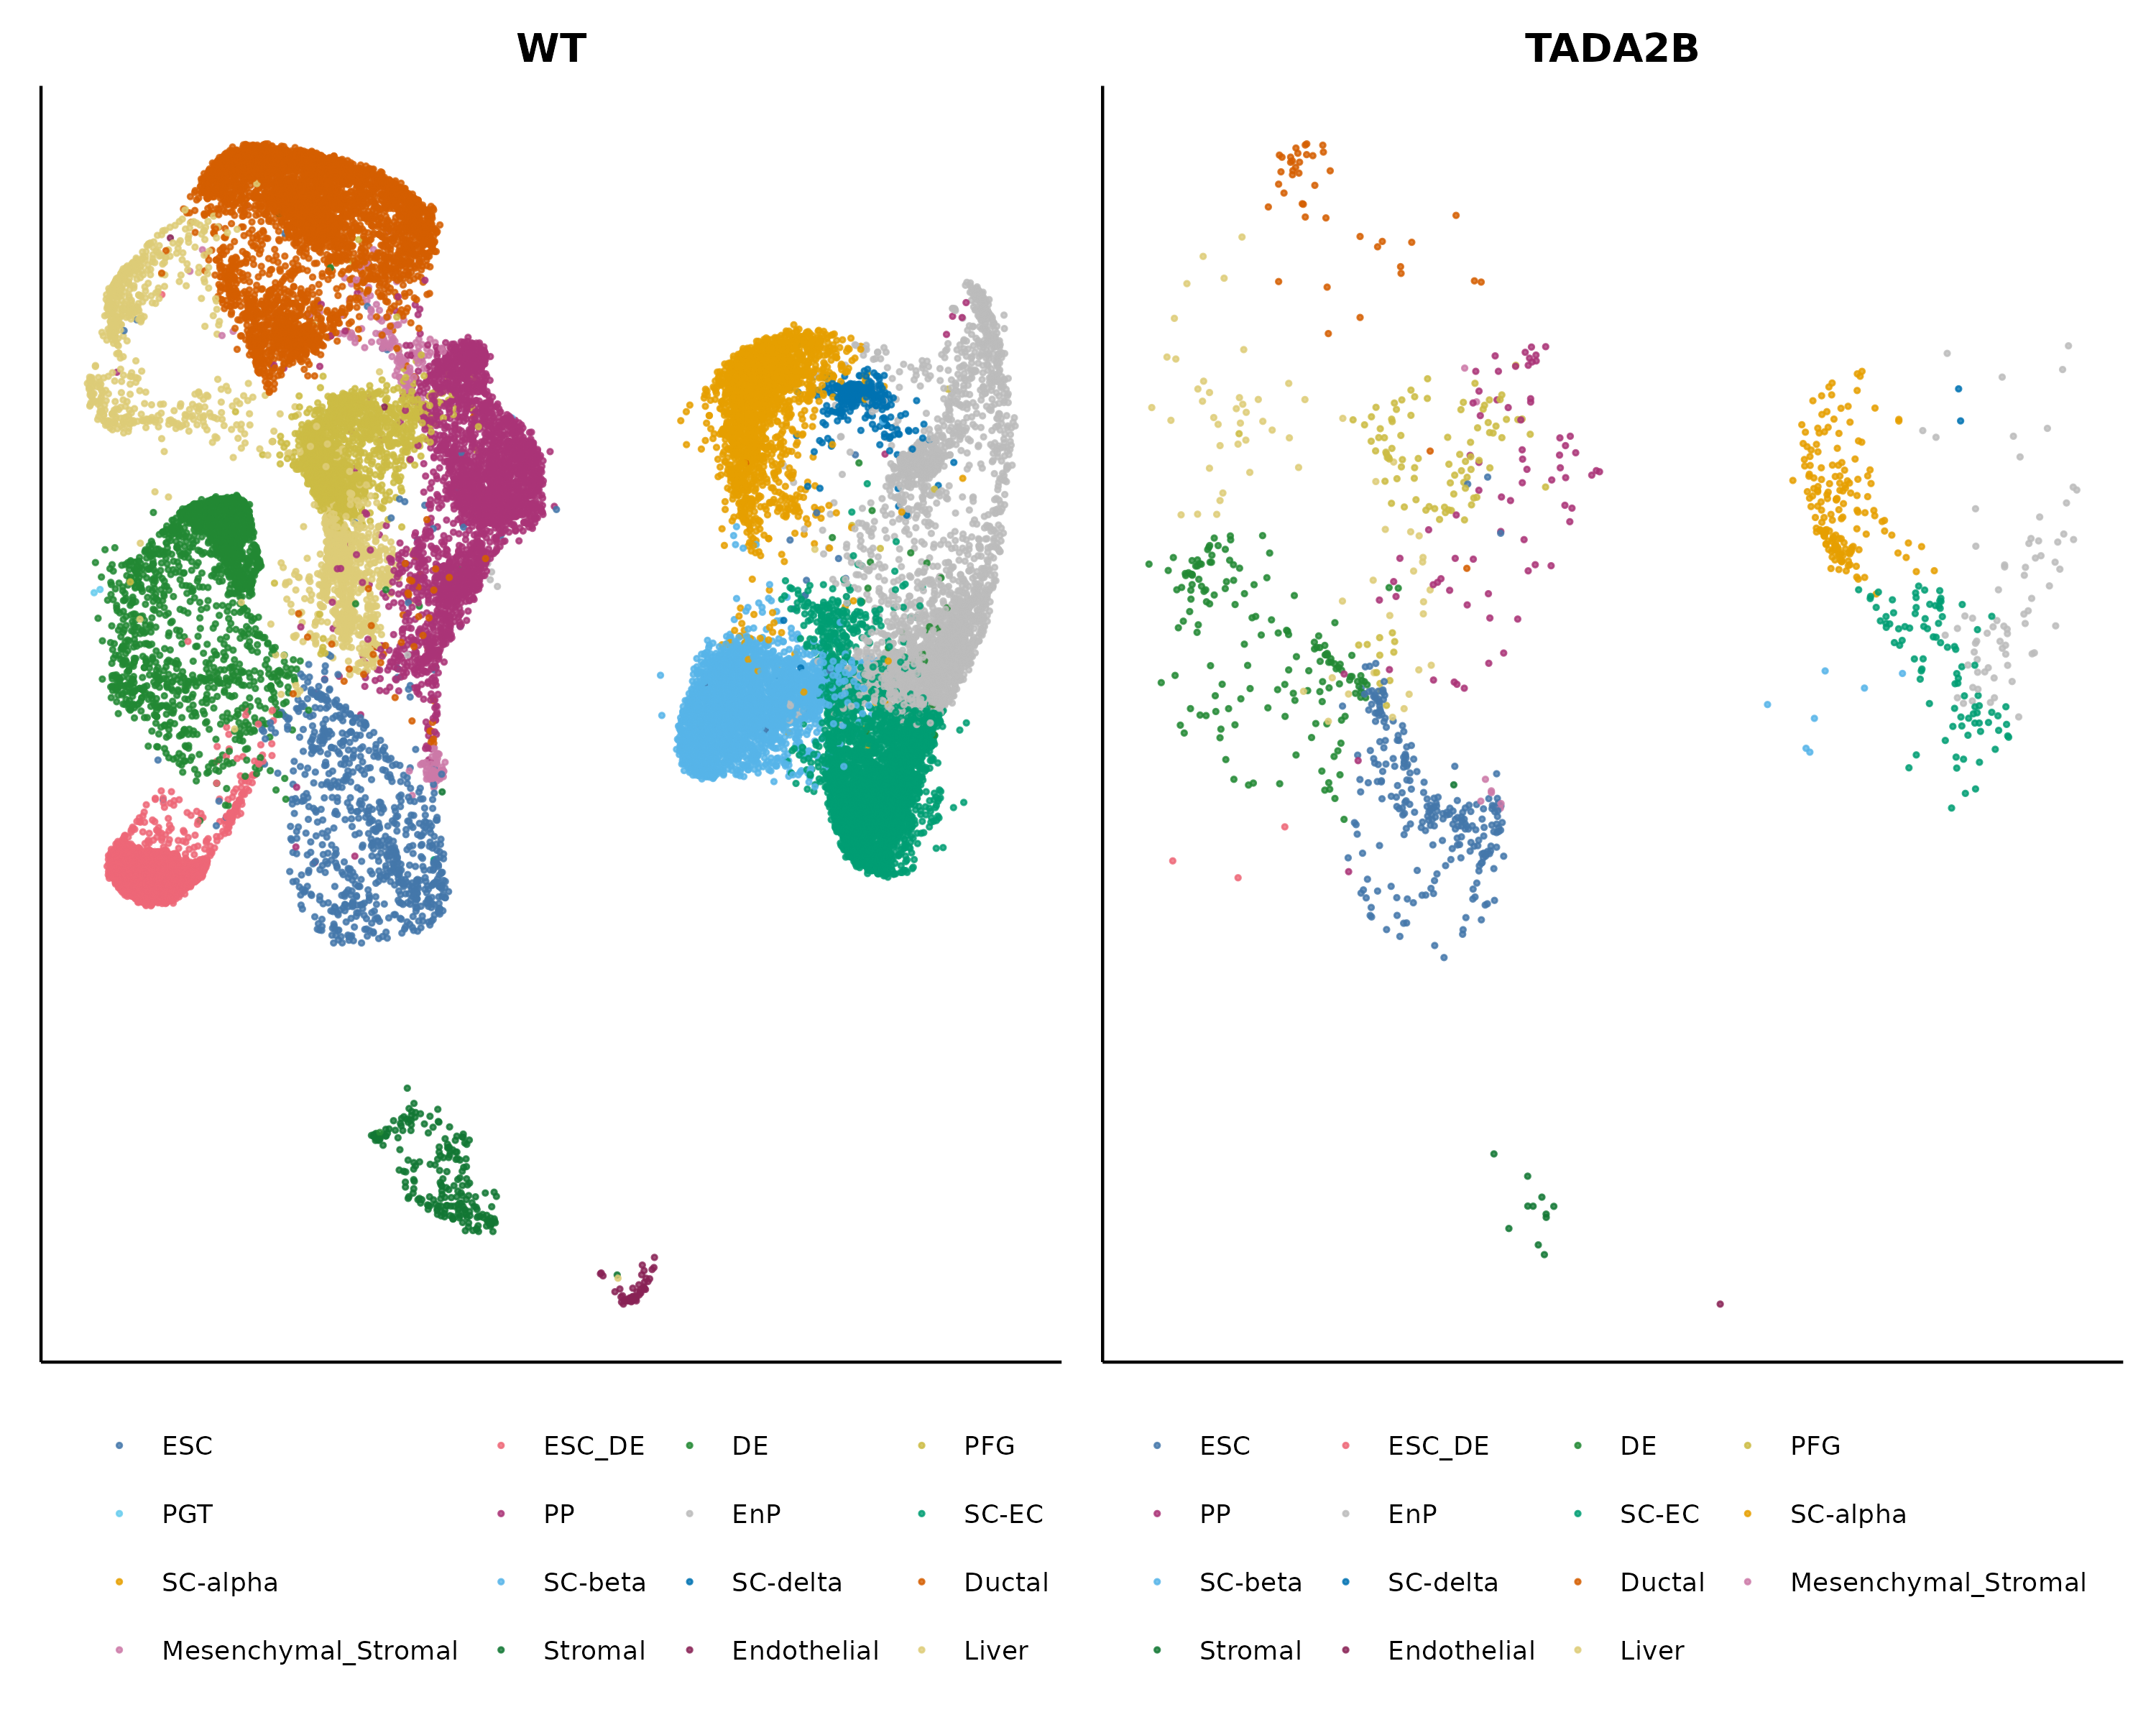 WT
TADA2B
ESC ESC_DE DE PFG ESC ESC_DE DE PFG
PGT PP EnP SC-EC PP EnP SC-EC SC-alpha
SC-alpha SC-beta SC-delta Ductal SC-beta SC-delta Ductal Mesenchymal_Stromal
Mesenchymal_Stromal Stromal Endothelial Liver Stromal Endothelial Liver